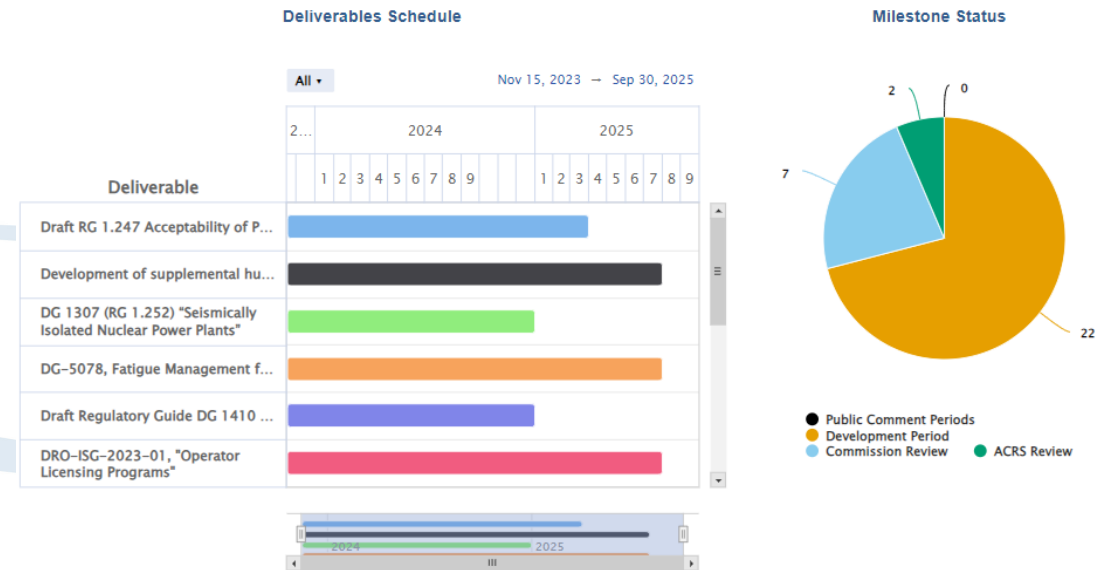 Deliverables Schedule
Milestone Status
All ▾
Nov 15, 2023 → Sep 30, 2025
2... 2024 2025
Deliverable
1 2 3 4 5 6 7 8 9 1 2 3 4 5 6 7 8 9
Draft RG 1.247 Acceptability of P...
Development of supplemental hu...
DG 1307 (RG 1.252) "Seismically
Isolated Nuclear Power Plants"
DG-5078, Fatigue Management f...
Draft Regulatory Guide DG 1410 ...
DRO-ISG-2023-01, "Operator
Licensing Programs"
2024 2025
2 0
7
22
Public Comment Periods
Development Period
Commission Review ACRS Review